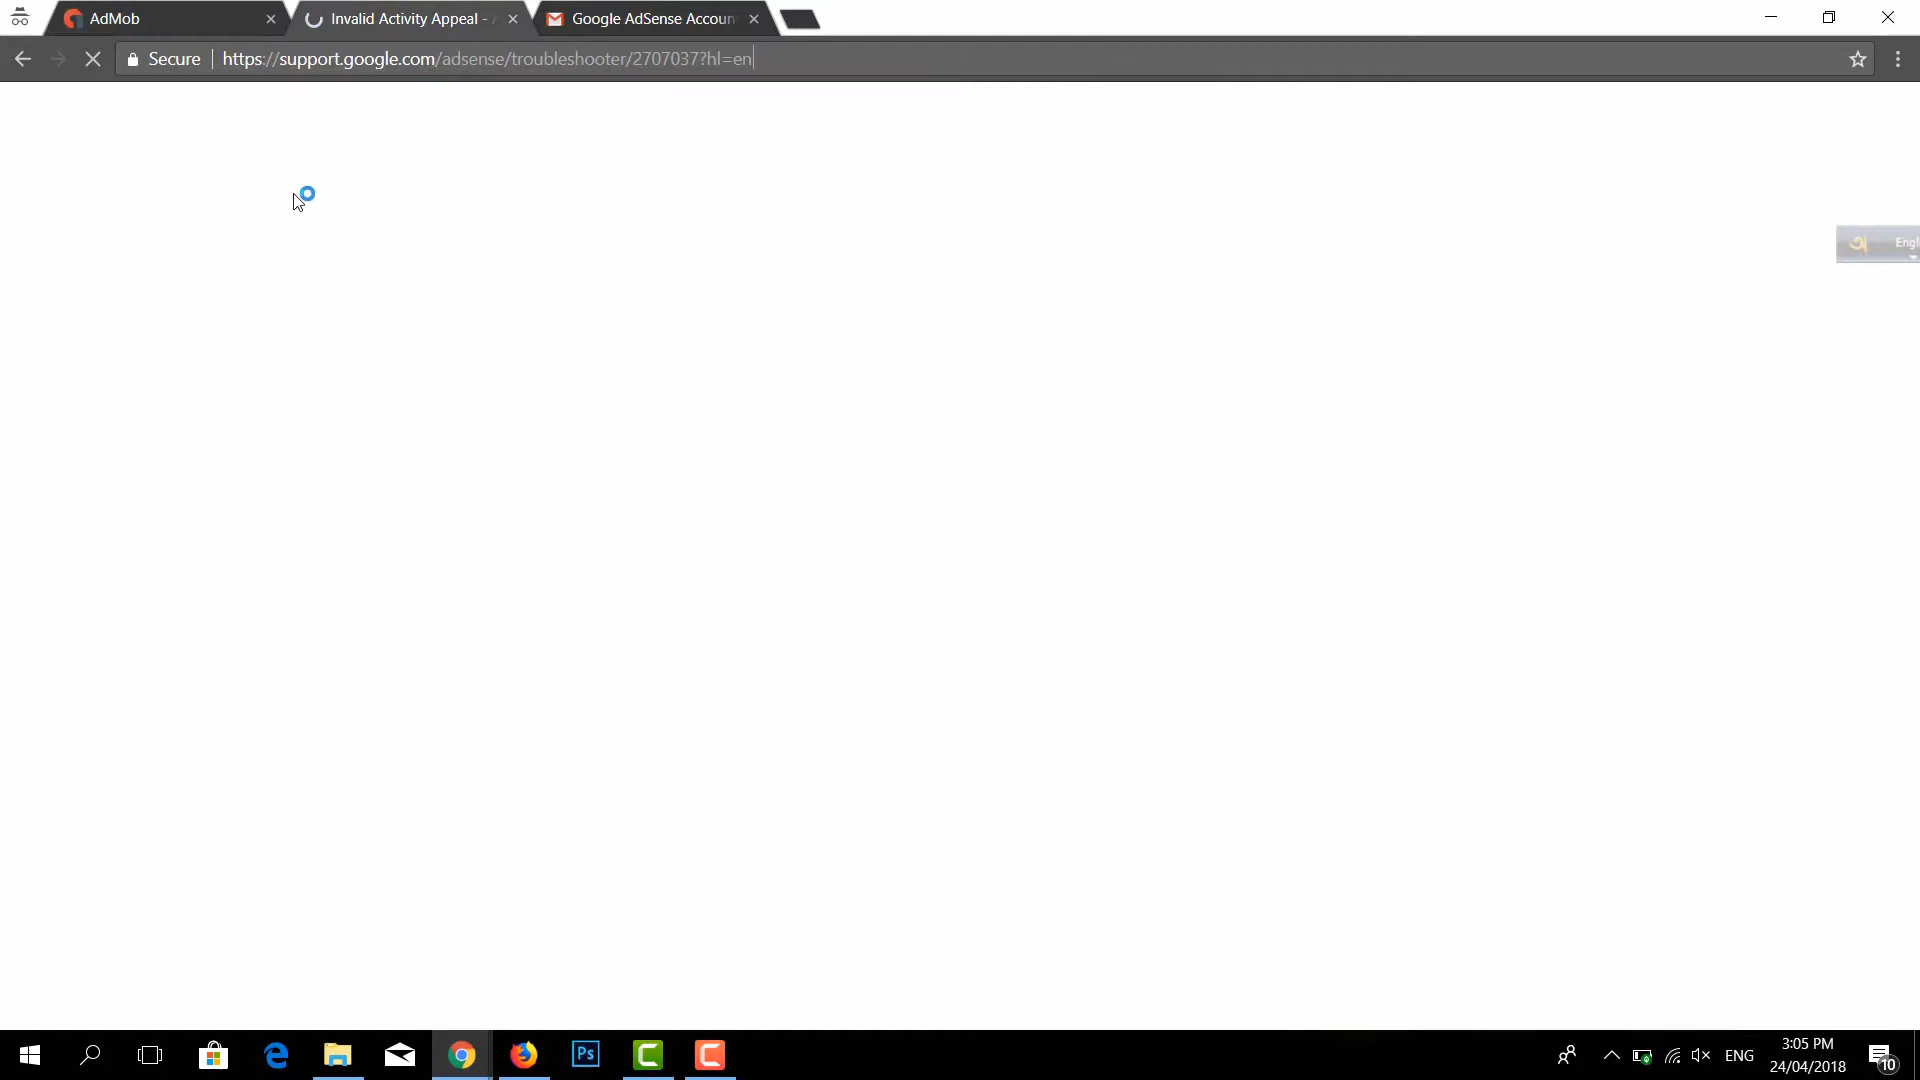 AdMob
Invalid Activity Appeal -
Google AdSense Accoun
Secure
https://support.google.com/adsense/troubleshooter/2707037?hl=en
অ
Engl
Ps
ENG
3:05 PM
24/04/2018
10